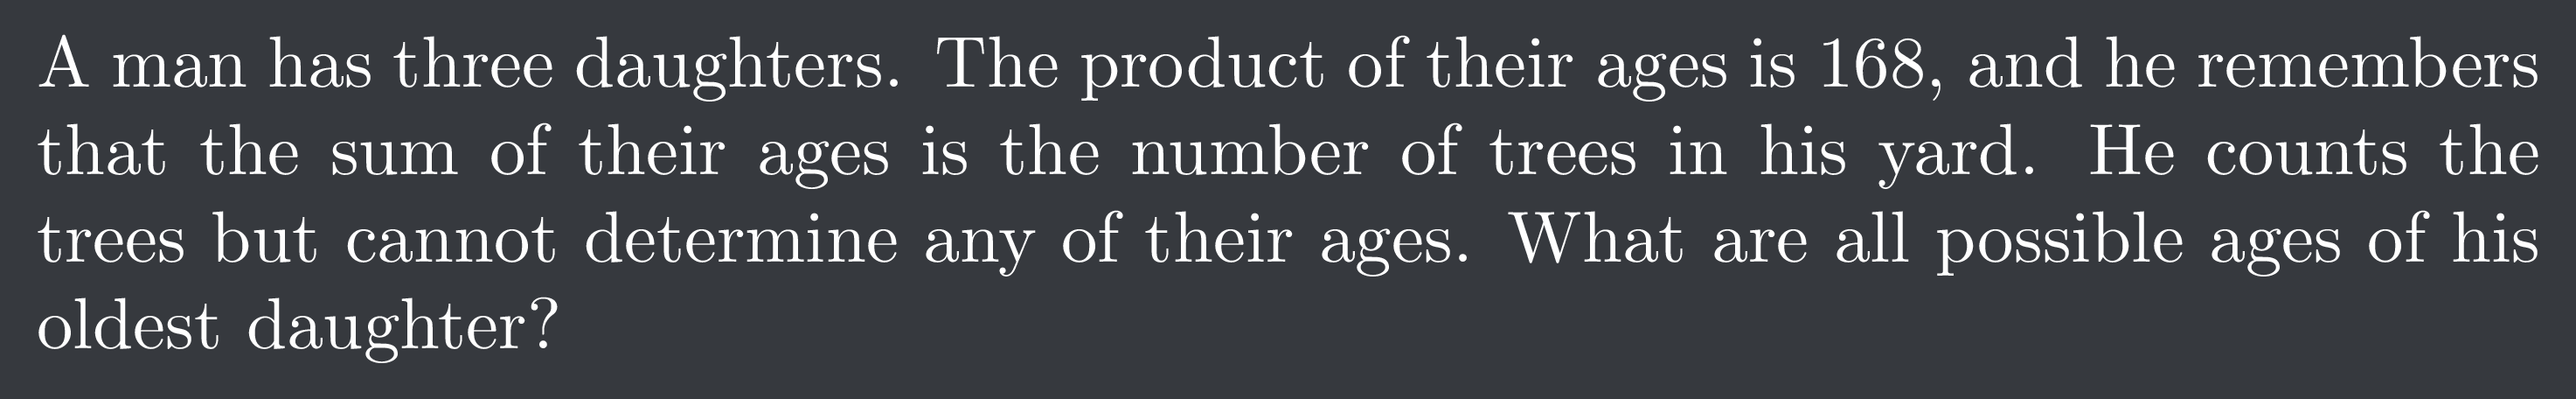 A man has three daughters. The product of their ages is 168, and he remembers
that the sum of their ages is the number of trees in his yard. He counts the
trees but cannot determine any of their ages. What are all possible ages of his
oldest daughter?